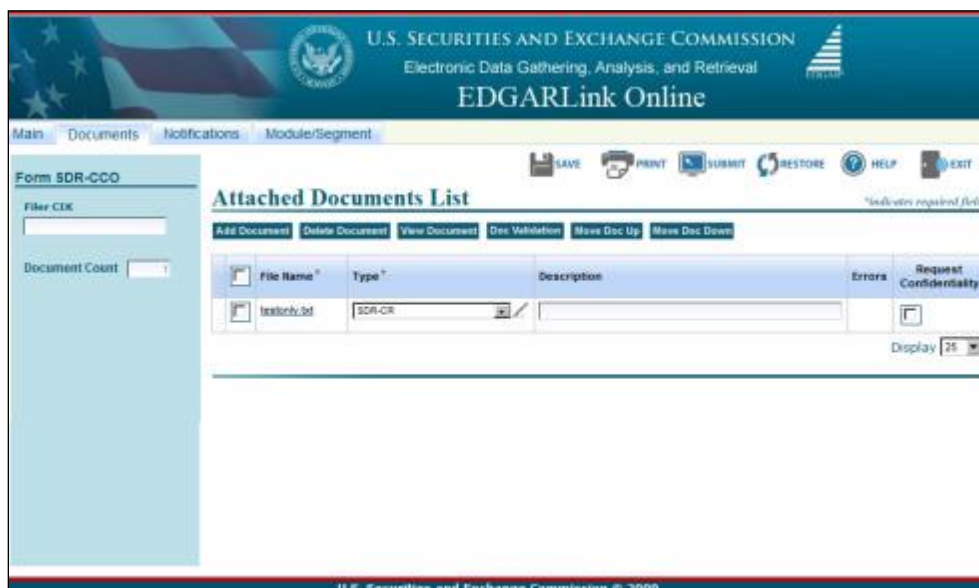 U.S. SECURITIES AND EXCHANGE COMMISSION
Electronic Data Gathering, Analysis, and Retrieval
EDGARLink Online
EDGAR
Main Documents Notifications Module/Segment
SAVE PRINT SUBMIT RESTORE HELP EXIT
Form SDR-CCO
Filer CIK
Document Count 1
Attached Documents List
*indicates required fiel
Add Document Delete Document View Document Doc Validation Move Doc Up Move Doc Down
File Name* Type* Description Errors Request Confidentiality
testonly.txt SDR-CR
Display 25
U.S. Securities and Exchange Commission © 2009